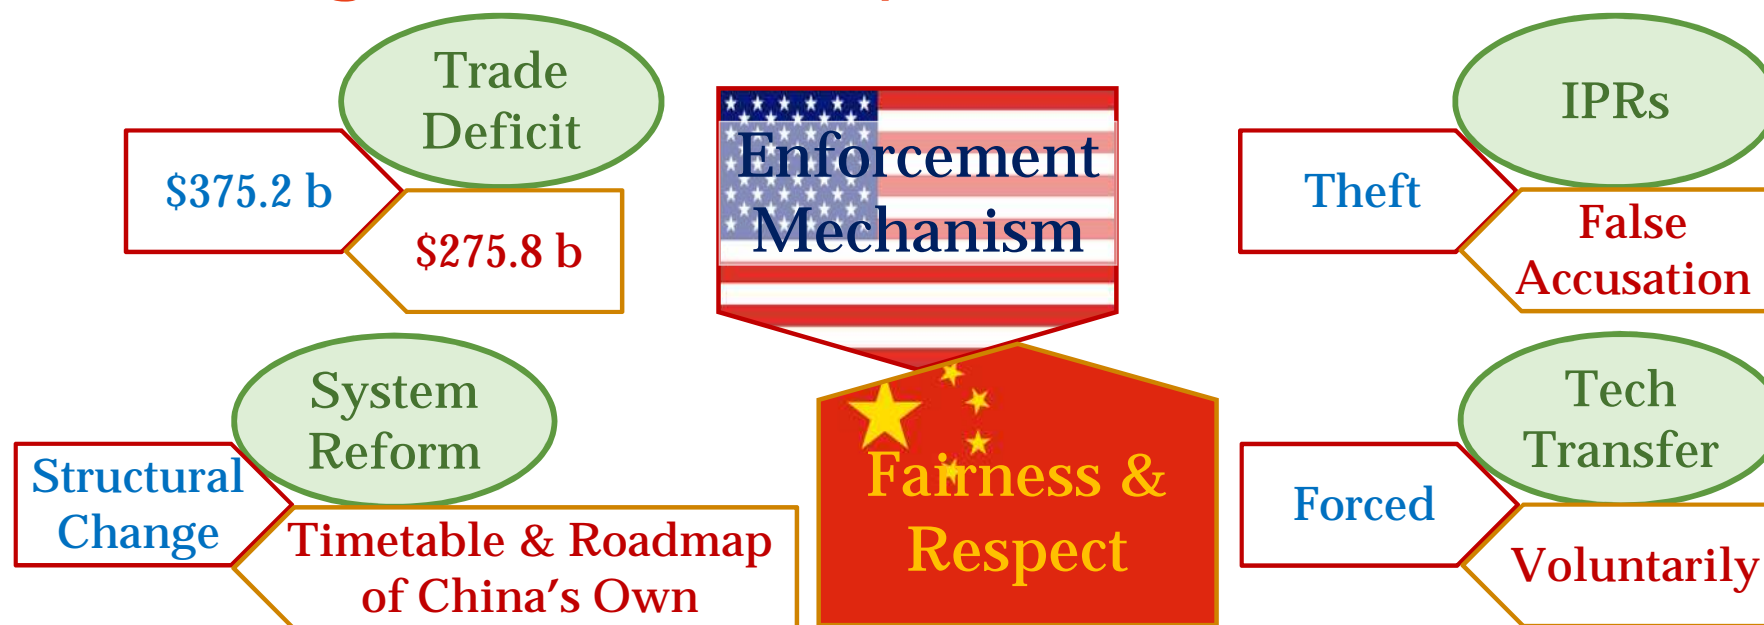 Trade
Deficit
$375.2 b
$275.8 b
Enforcement
Mechanism
IPRs
Theft
False
Accusation
System
Reform
Structural
Change
Timetable & Roadmap
of China's Own
Fairness &
Respect
Tech
Transfer
Forced
Voluntarily